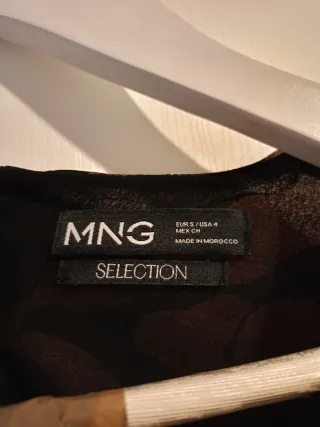 MNG
EUR S / USA 4
MEX CH
MADE IN MOROCCO
SELECTION